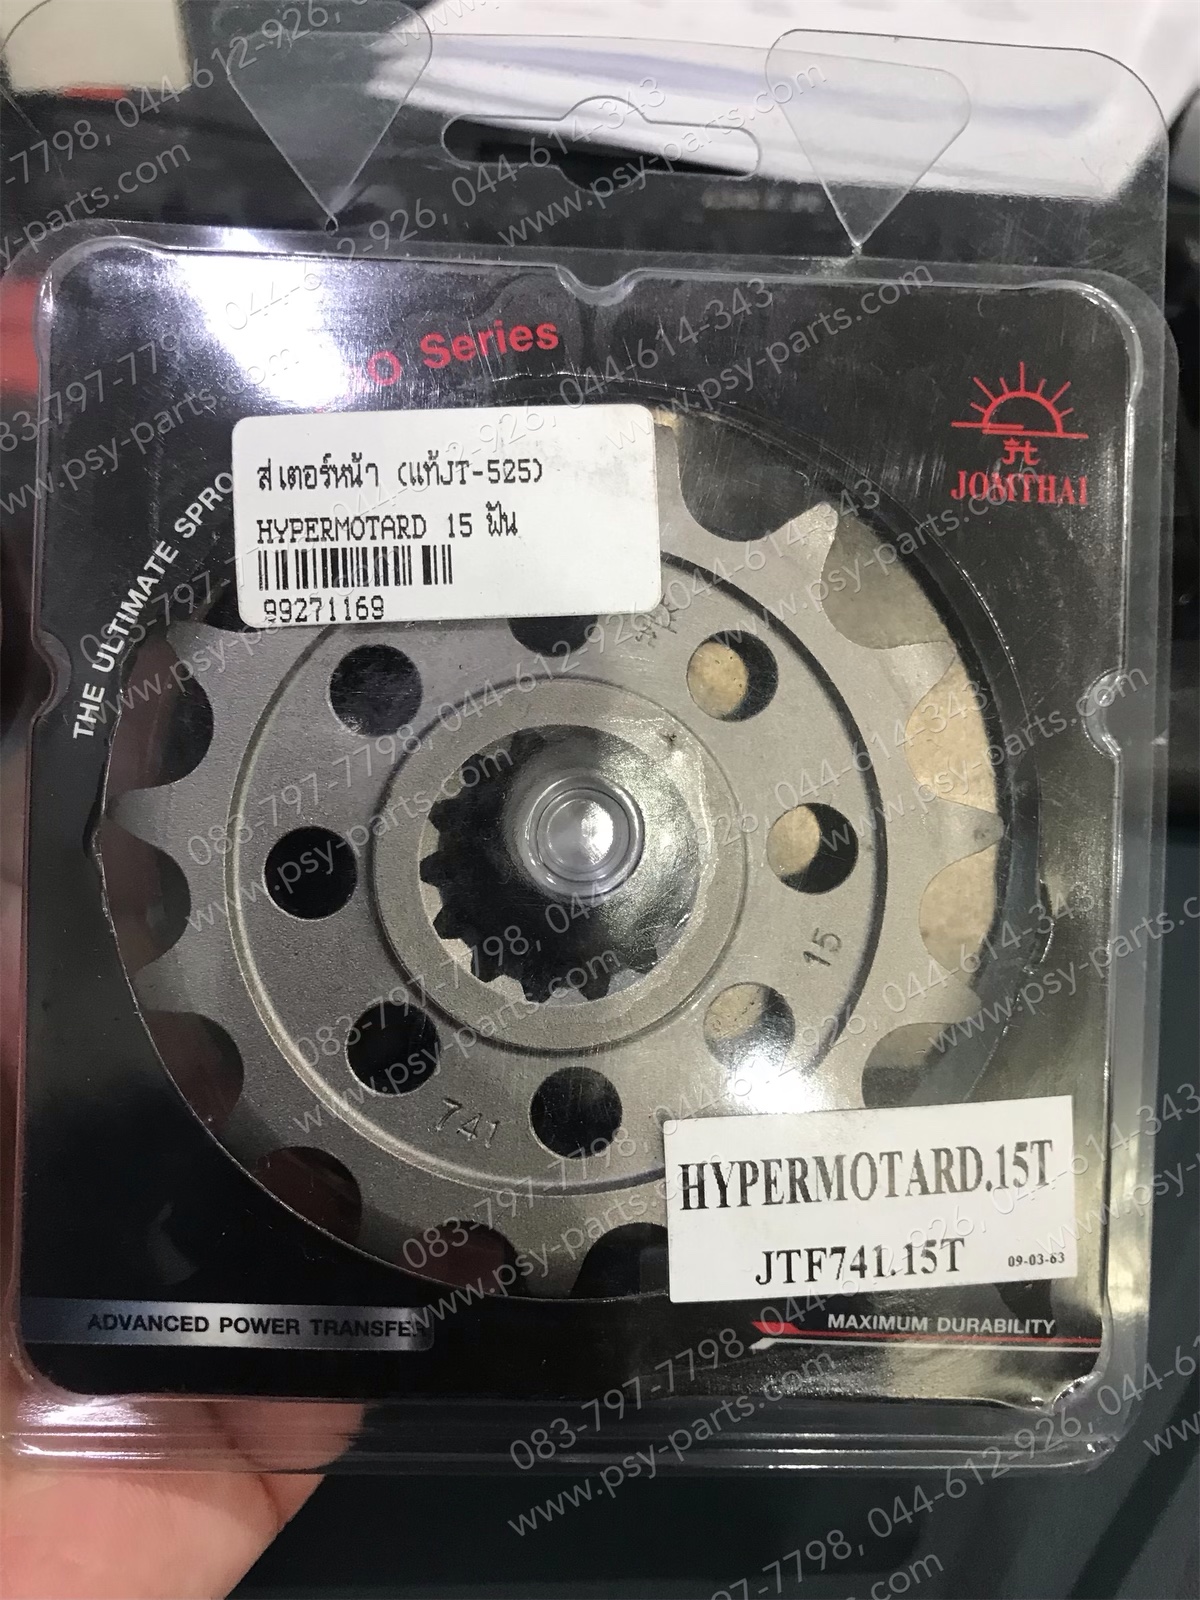 Series
JOMTHAI
THE ULTIMATE
สเตอร์หน้า (แท้JT-525)
HYPERMOTARD 15 ฟัน
99271169
15
741
HYPERMOTARD.15T
JTF741.15T
09-03-63
ADVANCED POWER TRANSFER
MAXIMUM DURABILITY
083-797-7798, 044-612-926, 044-614-343
www.psy-parts.com